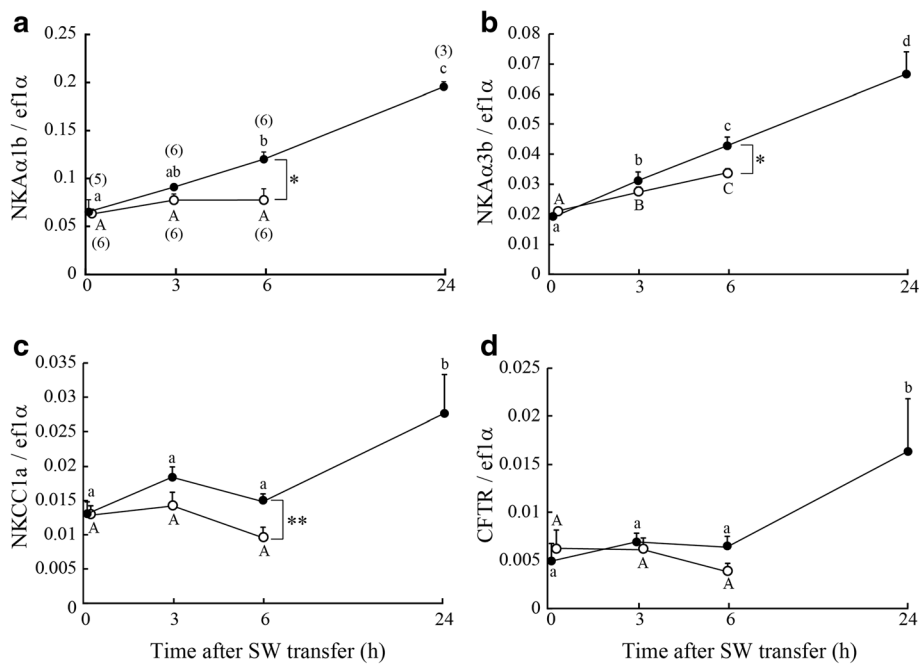 a
0.25
0.2
0.15
0.1
0.05
0
NKAα1b / ef1α
(5)
a
A
(6)
(6)
ab
A
(6)
(6)
b
A
(6)
*
(3)
c
0
3
6
24
b
0.08
0.07
0.06
0.05
0.04
0.03
0.02
0.01
0
NKAα3b / ef1α
A
a
b
B
c
C
*
d
0
3
6
24
c
0.035
0.03
0.025
0.02
0.015
0.01
0.005
0
NKCC1a / ef1α
a
A
a
A
a
A
**
b
0
3
6
24
Time after SW transfer (h)
d
0.025
0.02
0.015
0.01
0.005
0
CFTR / ef1α
A
a
a
A
a
A
b
0
3
6
24
Time after SW transfer (h)